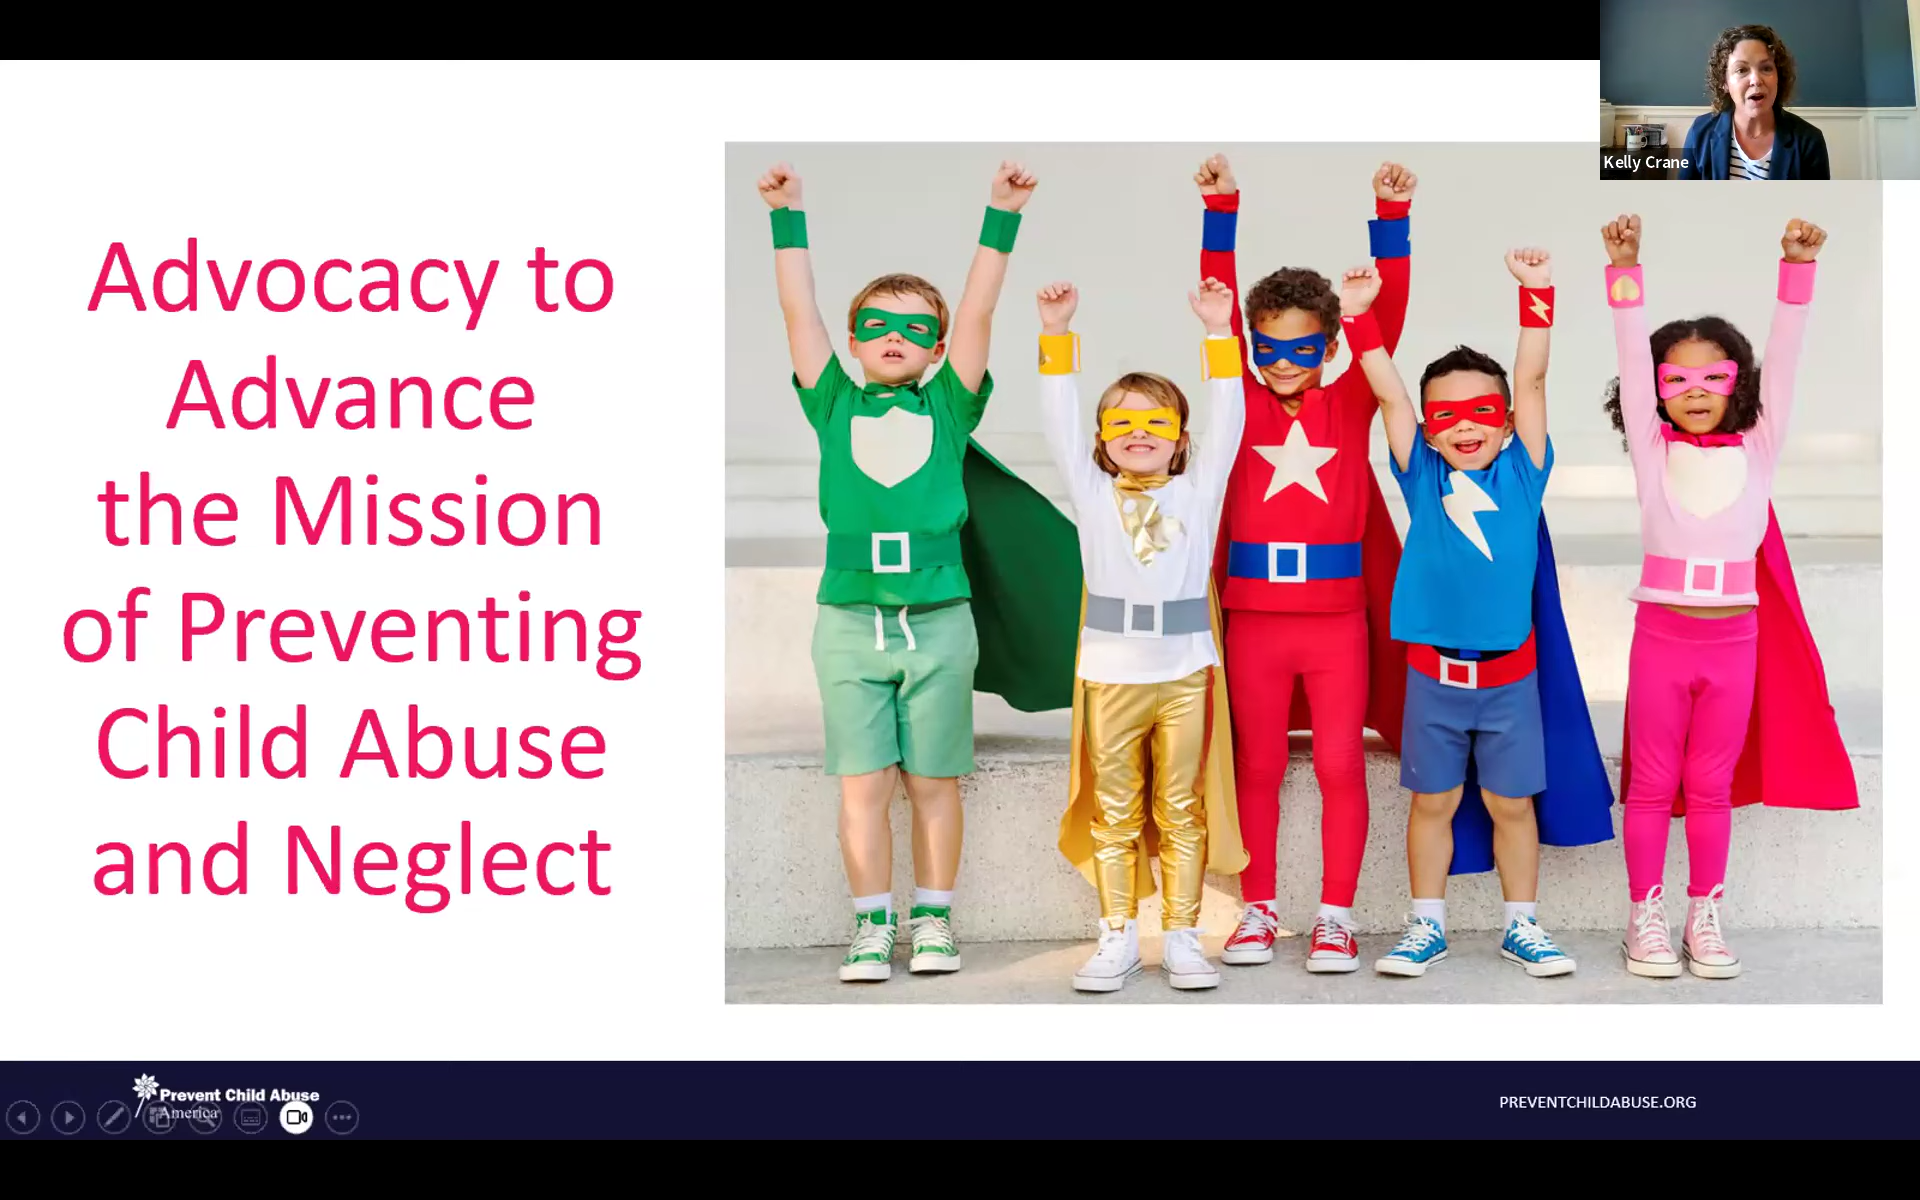 Kelly Crane
Advocacy to
Advance
the Mission
of Preventing
Child Abuse
and Neglect
Prevent Child Abuse
America
PREVENTCHILDABUSE.ORG